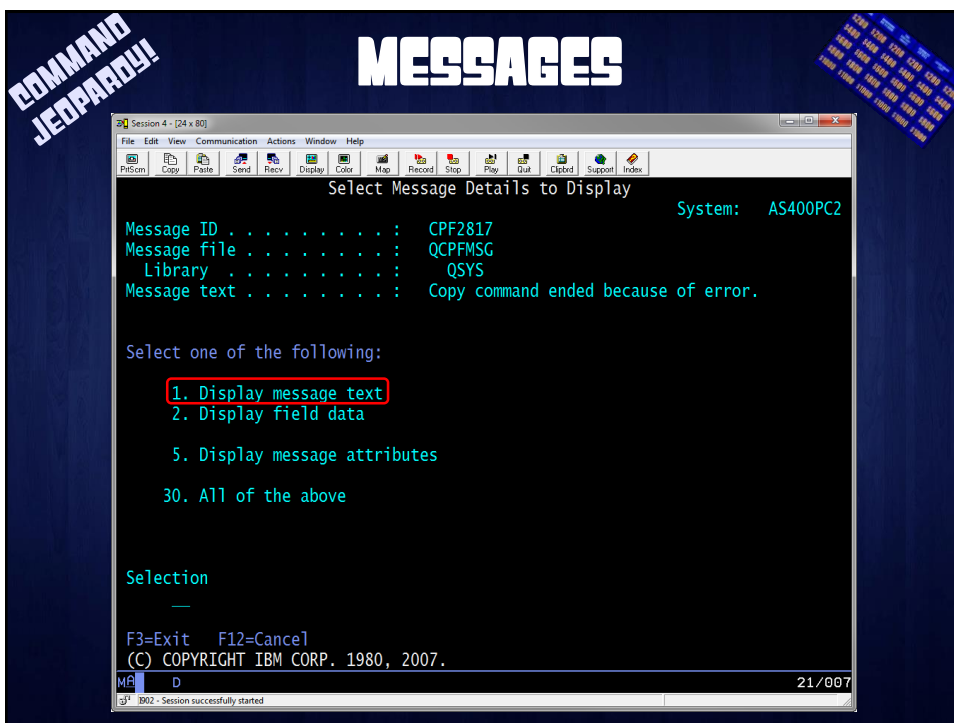 COMMAND
JEOPARDY!
MESSAGES
Session 4 - [24 x 80]
File Edit View Communication Actions Window Help
PrtScrn Copy Paste Send Recv Display Color Map Record Stop Play Quit Clipbrd Support Index
Select Message Details to Display
System: AS400PC2
Message ID . . . . . . . . . : CPF2817
Message file . . . . . . . . : QCPFMSG
Library . . . . . . . . . : QSYS
Message text . . . . . . . . : Copy command ended because of error.
Select one of the following:
1. Display message text
2. Display field data
5. Display message attributes
30. All of the above
Selection
F3=Exit F12=Cancel
(C) COPYRIGHT IBM CORP. 1980, 2007.
MA D 21/007
I902 - Session successfully started